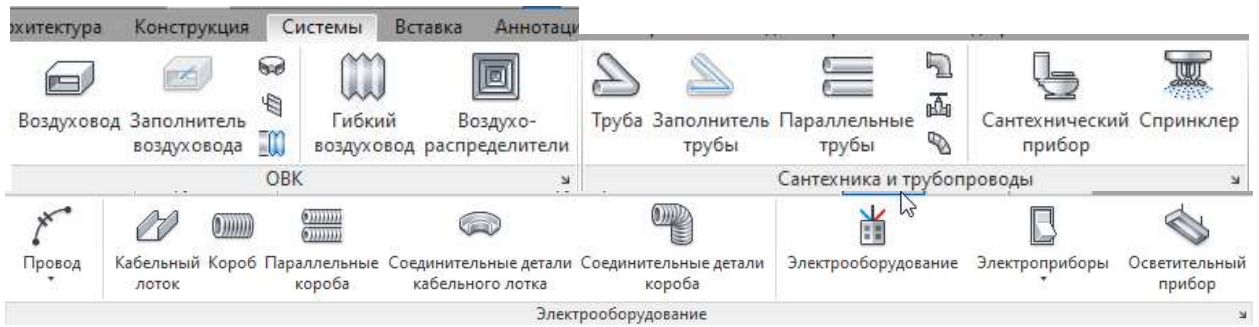 рхитектура Конструкция Системы Вставка Аннотаци
Воздуховод Заполнитель воздуховода Гибкий воздуховод Воздухо-распределители
ОВК
Труба Заполнитель трубы Параллельные трубы Сантехнический прибор Спринклер
Сантехника и трубопроводы
Провод Кабельный лоток Короб Параллельные короба Соединительные детали кабельного лотка Соединительные детали короба Электрооборудование Электроприборы Осветительный прибор
Электрооборудование